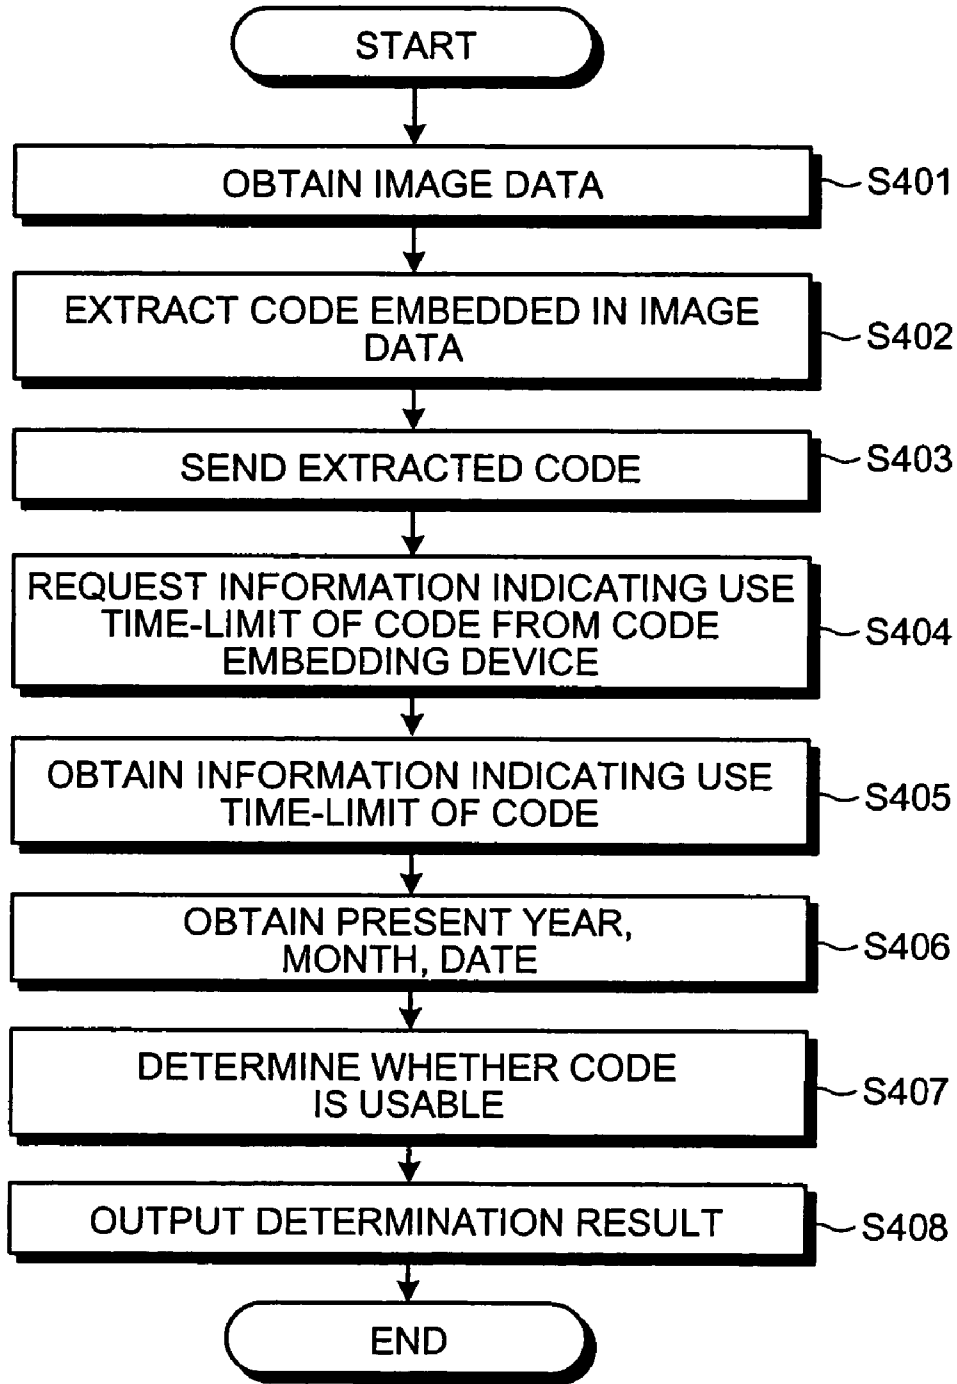 START
OBTAIN IMAGE DATA
S401
EXTRACT CODE EMBEDDED IN IMAGE
DATA
S402
SEND EXTRACTED CODE
S403
REQUEST INFORMATION INDICATING USE
TIME-LIMIT OF CODE FROM CODE
EMBEDDING DEVICE
S404
OBTAIN INFORMATION INDICATING USE
TIME-LIMIT OF CODE
S405
OBTAIN PRESENT YEAR,
MONTH, DATE
S406
DETERMINE WHETHER CODE
IS USABLE
S407
OUTPUT DETERMINATION RESULT
S408
END